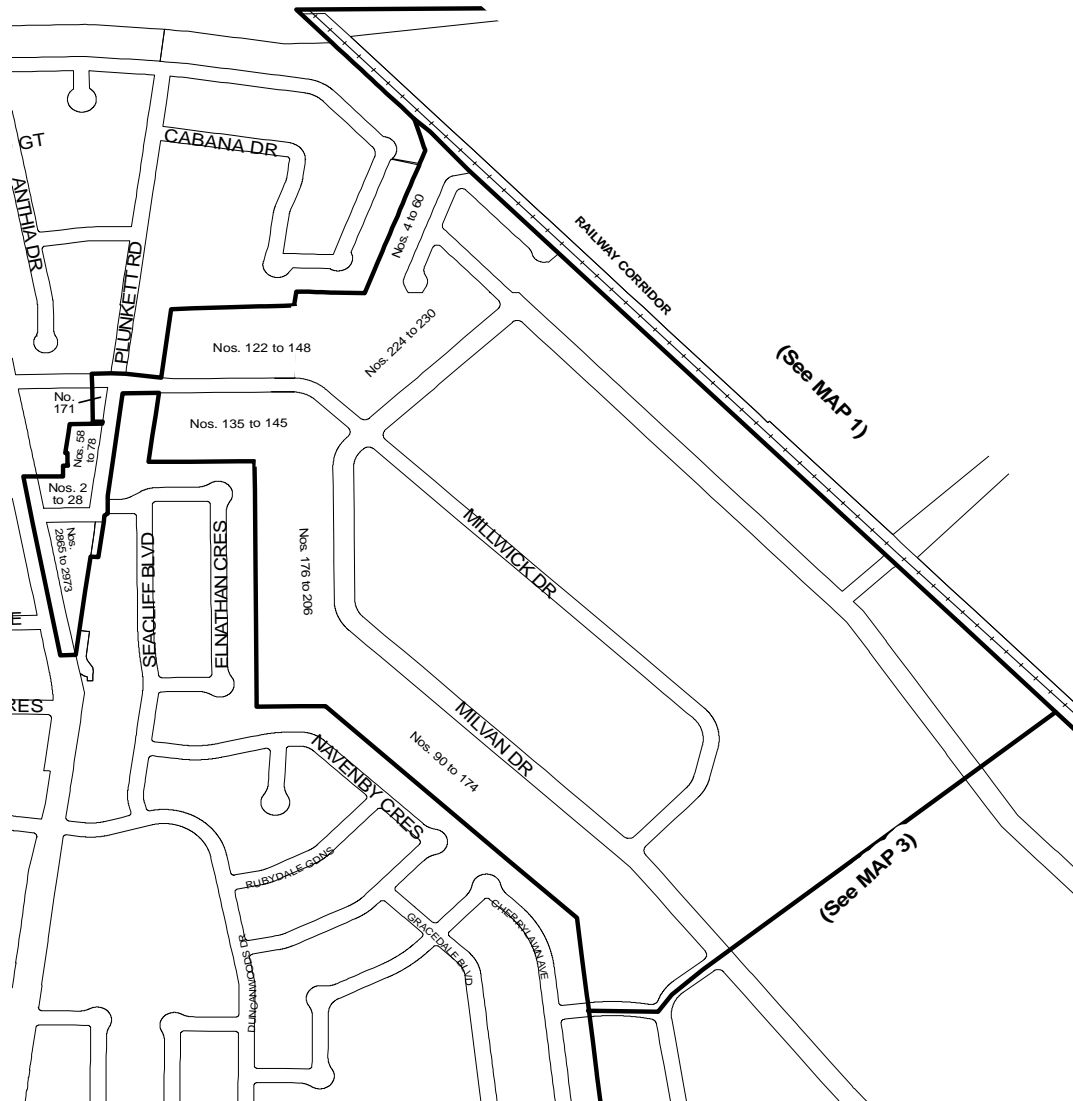 GT
CABANA DR
ANTHIA DR
PLUNKETT RD
Nos. 4 to 60
RAILWAY CORRIDOR
(See MAP 1)
Nos. 122 to 148
Nos. 224 to 230
No.
171
Nos. 58
to 78
Nos. 135 to 145
Nos. 2
to 28
Nos.
2865 to 2973
SEACLIFF BLVD
ELNATHAN CRES
Nos. 176 to 206
MILLWICK DR
E
RES
MILVAN DR
Nos. 90 to 174
NAVENBY CRES
(See MAP 3)
RUBYDALE GDNS
CHERRYLAWN AVE
GRACEDALE BLVD
DUNCANWOODS DR